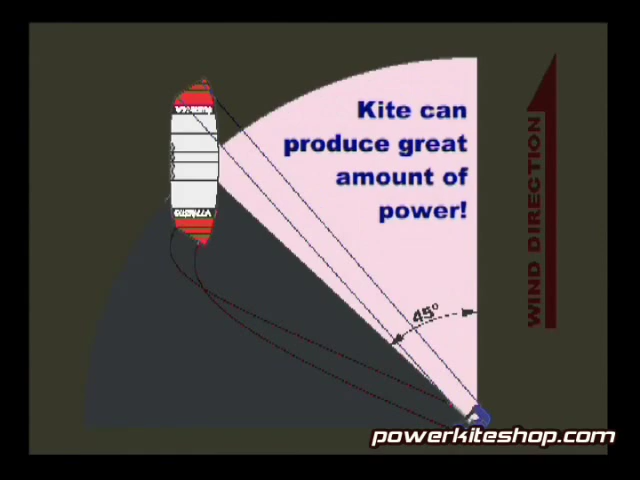 Kite can
produce great
amount of
power!
WIND DIRECTION
45°
powerkiteshop.com